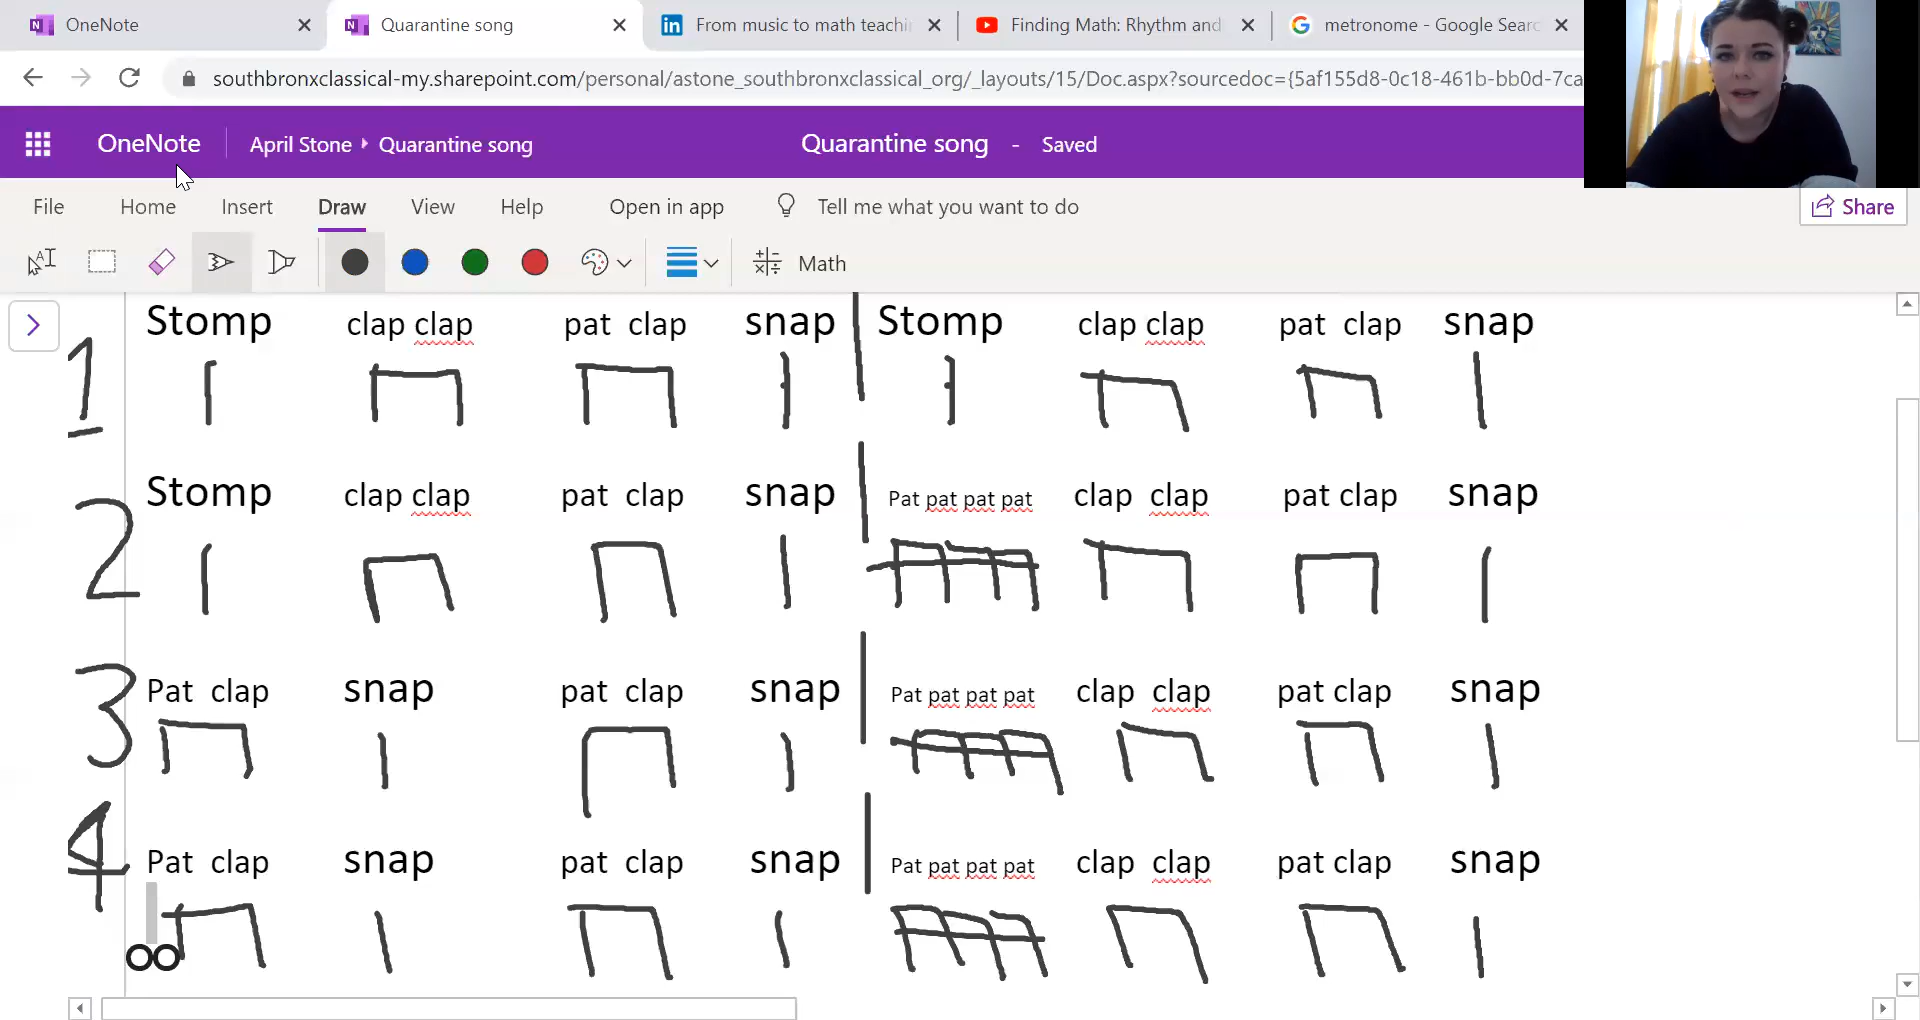 OneNote Quarantine song From music to math teachi Finding Math: Rhythm and metronome - Google Searc
southbronxclassical-my.sharepoint.com/personal/astone_southbronxclassical_org/_layouts/15/Doc.aspx?sourcedoc={5af155d8-0c18-461b-bb0d-7ca
OneNote April Stone Quarantine song Quarantine song - Saved
File Home Insert Draw View Help Open in app Tell me what you want to do Share
Math
1 Stomp clap clap pat clap snap Stomp clap clap pat clap snap
2 Stomp clap clap pat clap snap Pat pat pat pat clap clap pat clap snap
3 Pat clap snap pat clap snap Pat pat pat pat clap clap pat clap snap
4 Pat clap snap pat clap snap Pat pat pat pat clap clap pat clap snap